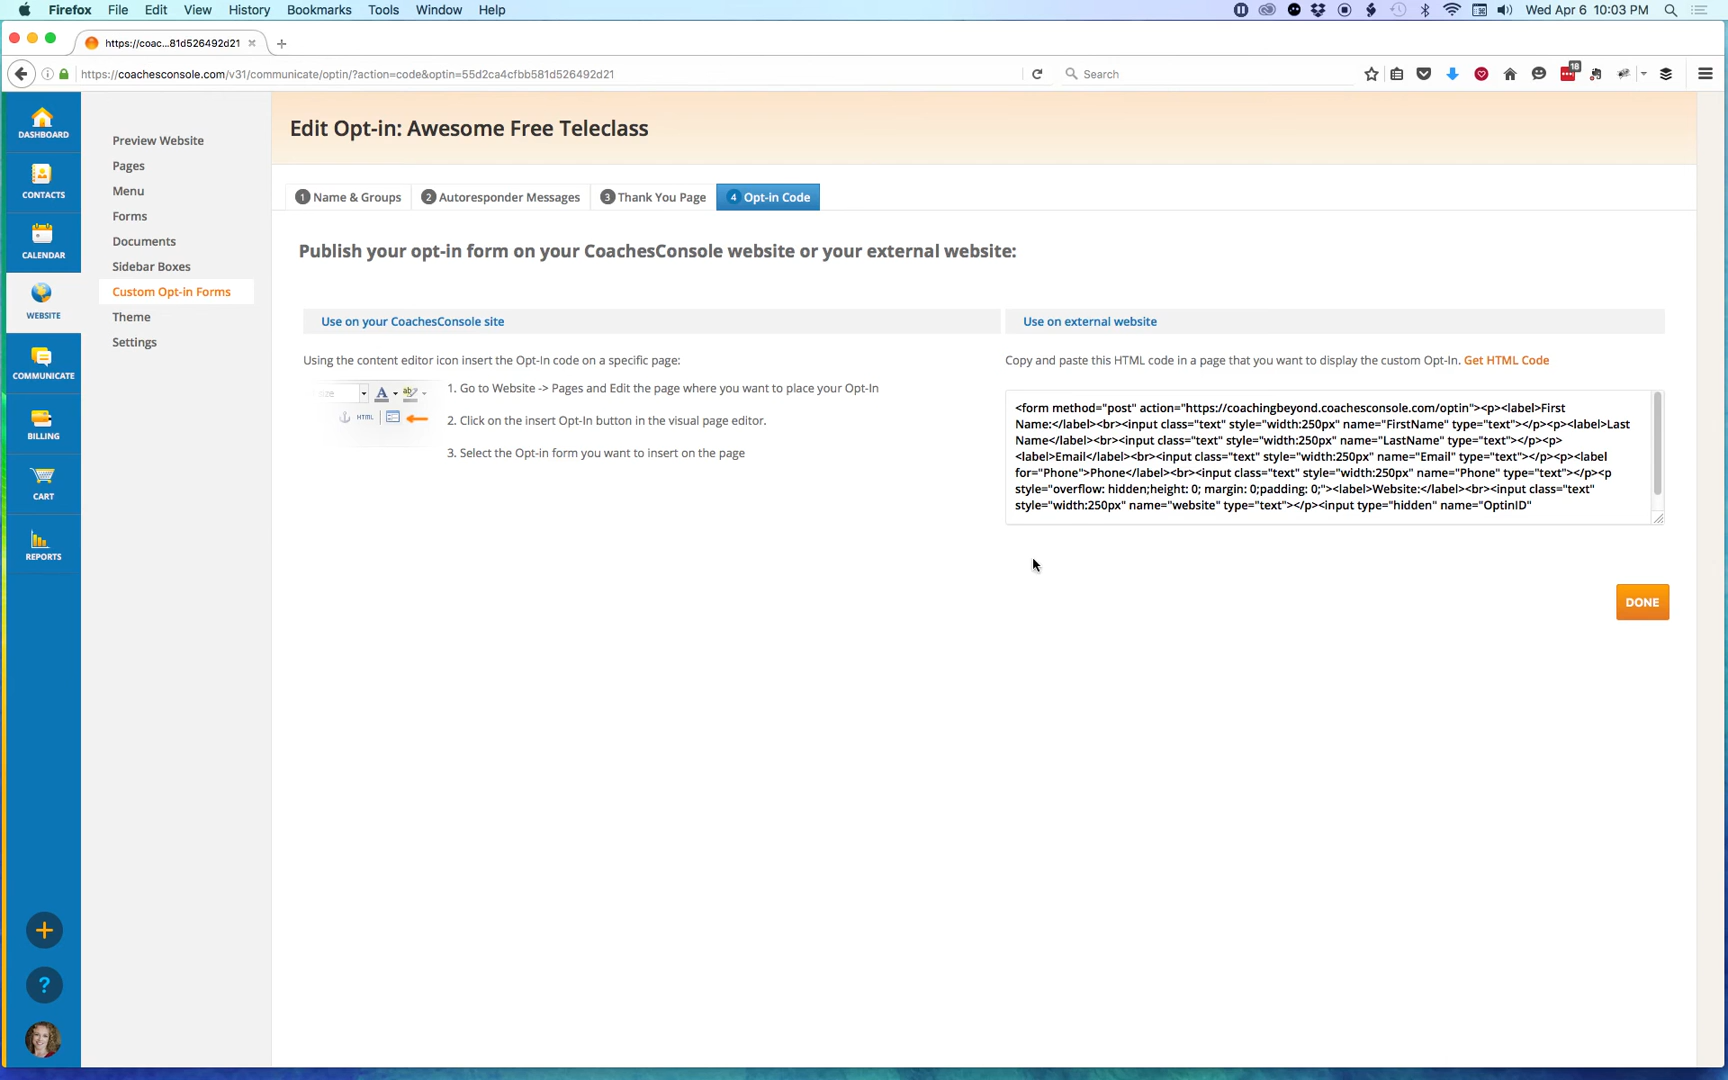 Firefox File Edit View History Bookmarks Tools Window Help
Wed Apr 6 10:03 PM
https://coac...81d526492d21
https://coachesconsole.com/v31/communicate/optin/?action=code&optin=55d2ca4cfbb581d526492d21
Search
18
DASHBOARD
CONTACTS
CALENDAR
WEBSITE
COMMUNICATE
BILLING
CART
REPORTS
+
?
Preview Website
Pages
Menu
Forms
Documents
Sidebar Boxes
Custom Opt-in Forms
Theme
Settings
Edit Opt-in: Awesome Free Teleclass
1 Name & Groups
2 Autoresponder Messages
3 Thank You Page
4 Opt-in Code
Publish your opt-in form on your CoachesConsole website or your external website:
Use on your CoachesConsole site
Using the content editor icon insert the Opt-In code on a specific page:
A
HTML
1. Go to Website -> Pages and Edit the page where you want to place your Opt-In
2. Click on the insert Opt-In button in the visual page editor.
3. Select the Opt-in form you want to insert on the page
Use on external website
Copy and paste this HTML code in a page that you want to display the custom Opt-In. Get HTML Code
<form method="post" action="https://coachingbeyond.coachesconsole.com/optin"><p><label>First
Name:</label><br><input class="text" style="width:250px" name="FirstName" type="text"></p><p><label>Last
Name</label><br><input class="text" style="width:250px" name="LastName" type="text"></p><p>
<label>Email</label><br><input class="text" style="width:250px" name="Email" type="text"></p><p><label
for="Phone">Phone</label><br><input class="text" style="width:250px" name="Phone" type="text"></p><p
style="overflow: hidden;height: 0; margin: 0;padding: 0;"><label>Website:</label><br><input class="text"
style="width:250px" name="website" type="text"></p><input type="hidden" name="OptinID"
DONE